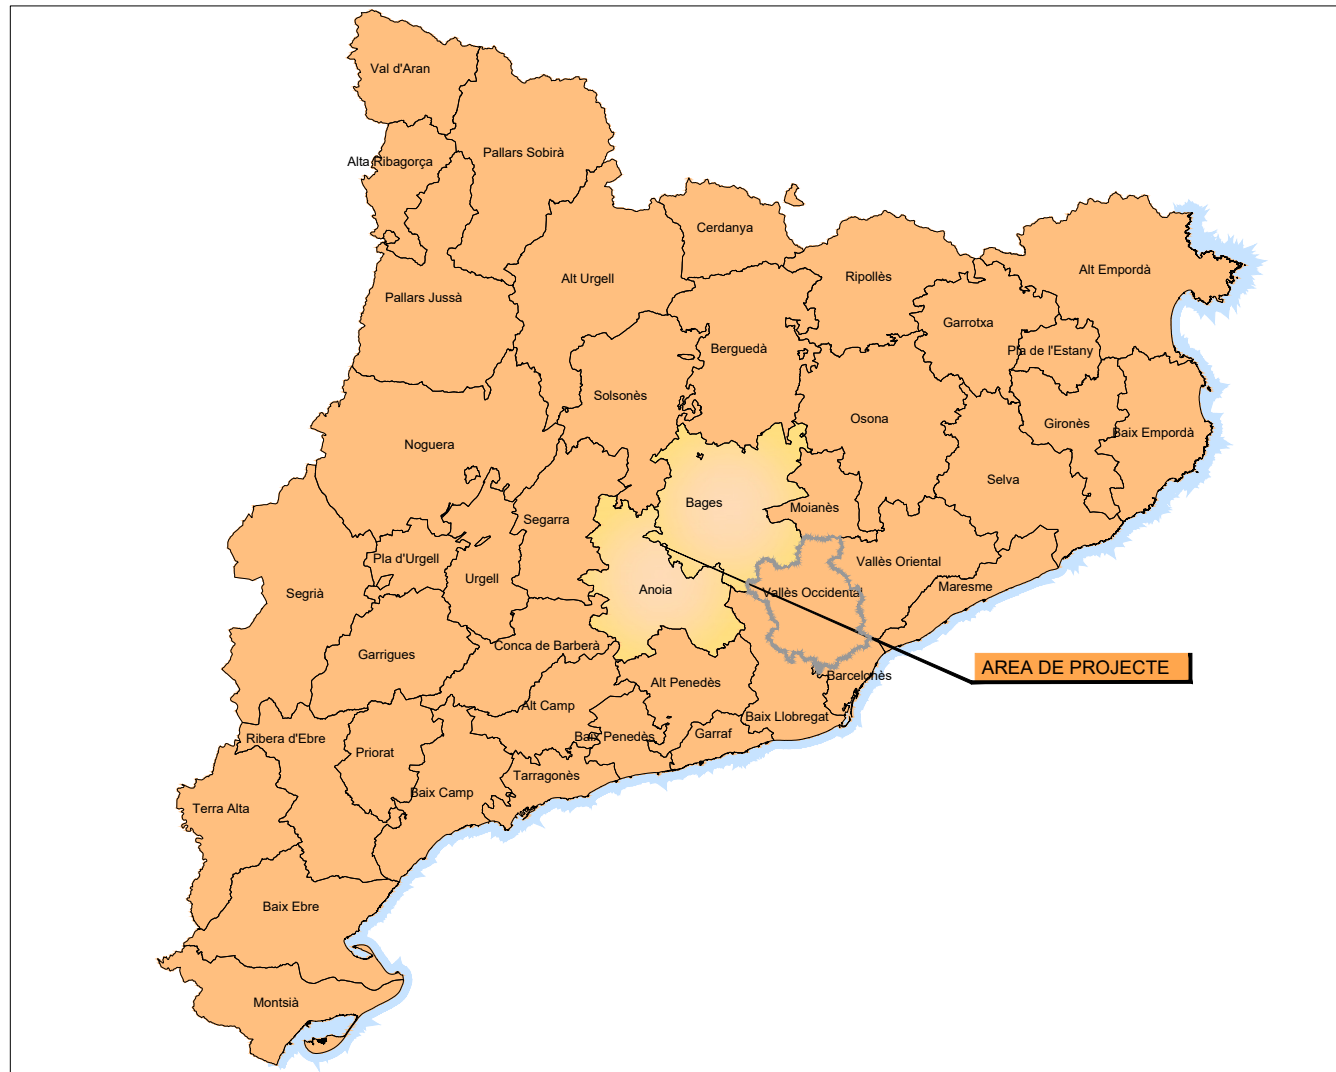 Val d'Aran
Pallars Sobirà
Alta Ribagorça
Cerdanya
Alt Urgell
Ripollès
Alt Empordà
Pallars Jussà
Garrotxa
Berguedà
Pla de l'Estany
Solsonès
Osona
Gironès
Baix Empordà
Noguera
Selva
Bages
Moianès
Segarra
Pla d'Urgell
Urgell
Vallès Oriental
Segrià
Anoia
Vallès Occidental
Maresme
Conca de Barberà
Garrigues
AREA DE PROJECTE
Barcelonès
Alt Penedès
Alt Camp
Baix Llobregat
Ribera d'Ebre
Baix Penedès
Garraf
Priorat
Tarragonès
Baix Camp
Terra Alta
Baix Ebre
Montsià